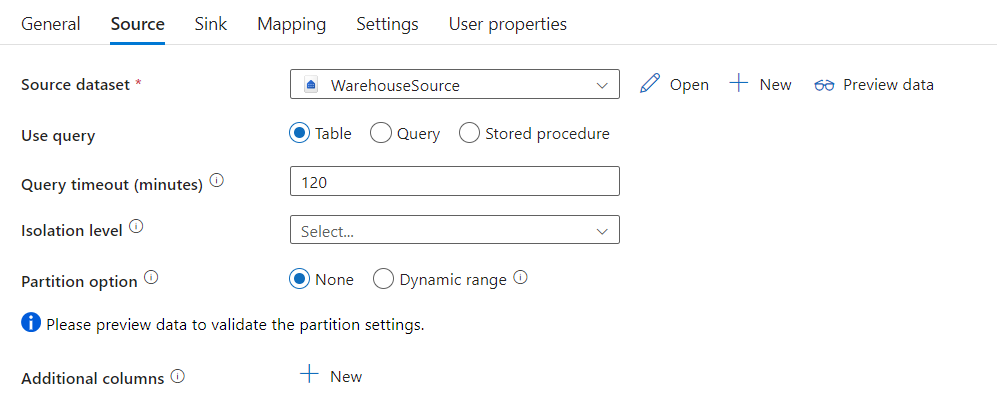 General Source Sink Mapping Settings User properties
Source dataset * WarehouseSource Open New Preview data
Use query Table Query Stored procedure
Query timeout (minutes) 120
Isolation level Select...
Partition option None Dynamic range
Please preview data to validate the partition settings.
Additional columns New